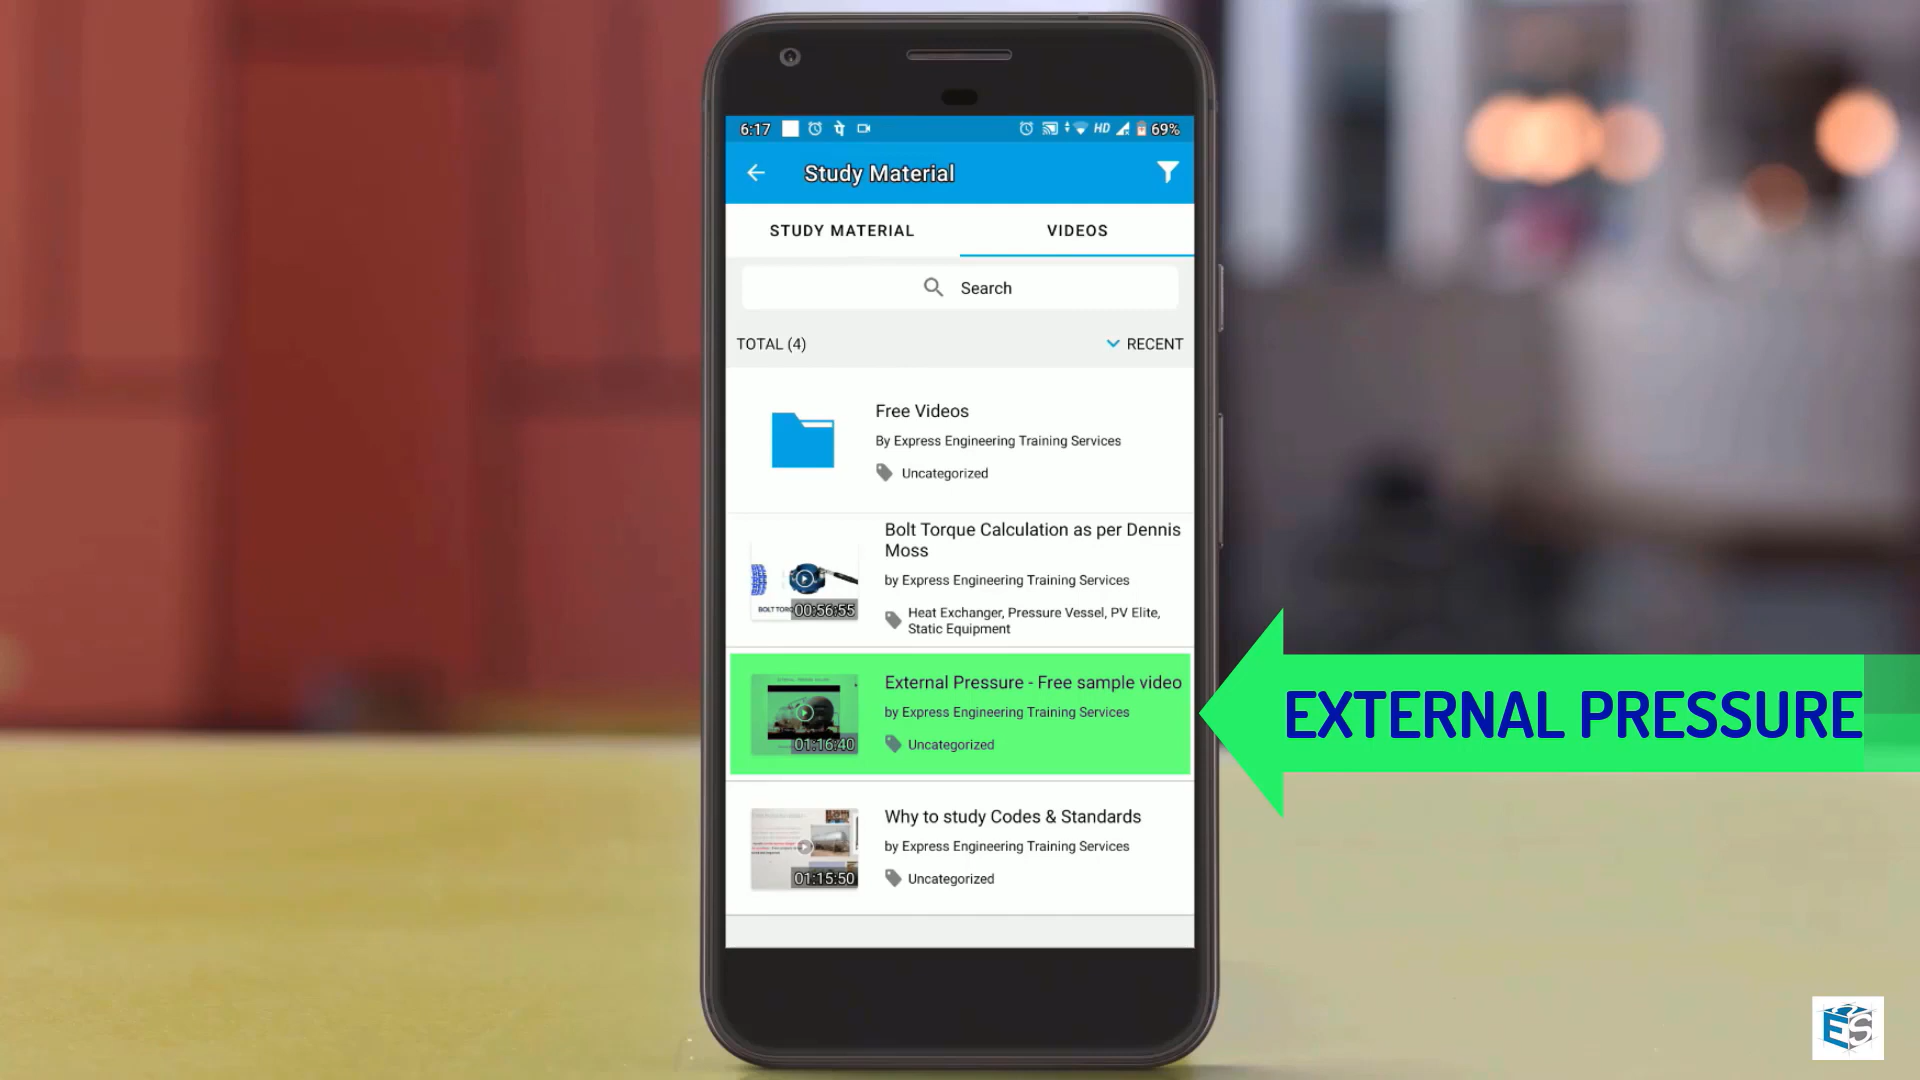 6:17
HD
69%
Study Material
STUDY MATERIAL
VIDEOS
Search
TOTAL (4)
RECENT
Free Videos
By Express Engineering Training Services
Uncategorized
Bolt Torque Calculation as per Dennis
Moss
by Express Engineering Training Services
Heat Exchanger, Pressure Vessel, PV Elite,
Static Equipment
BOLT TOR
00:56:55
External Pressure - Free sample video
by Express Engineering Training Services
01:16:40
Uncategorized
EXTERNAL PRESSURE
Why to study Codes & Standards
by Express Engineering Training Services
01:15:50
Uncategorized
E2S